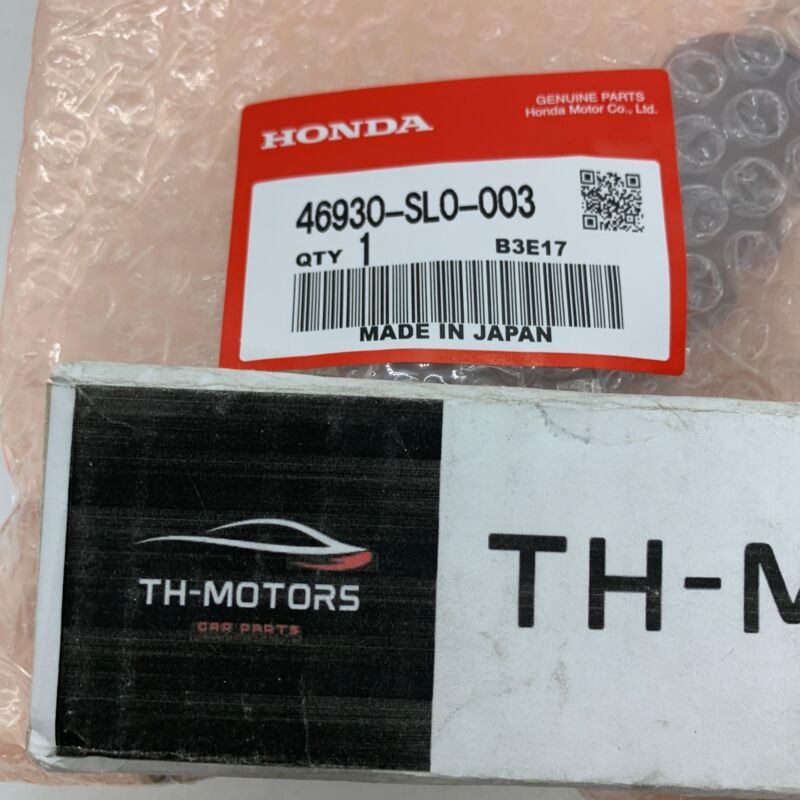 HONDA
GENUINE PARTS
Honda Motor Co., Ltd.
46930-SL0-003
QTY 1
B3E17
MADE IN JAPAN
TH-MOTORS
CAR PARTS
TH-M